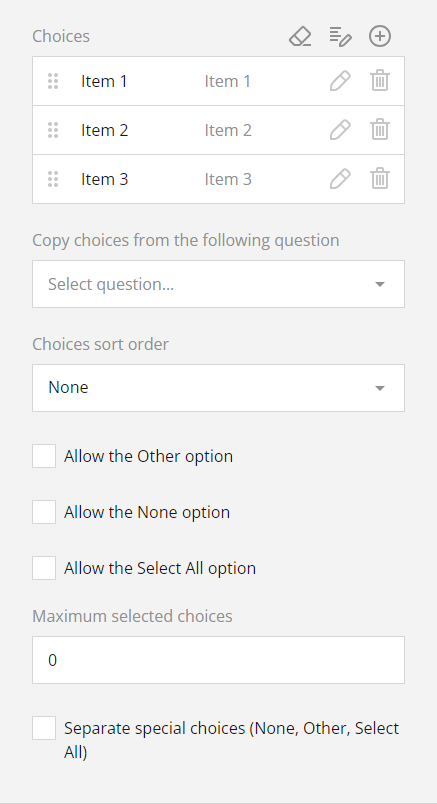 Choices
Item 1 Item 1
Item 2 Item 2
Item 3 Item 3
Copy choices from the following question
Select question...
Choices sort order
None
Allow the Other option
Allow the None option
Allow the Select All option
Maximum selected choices
0
Separate special choices (None, Other, Select
All)